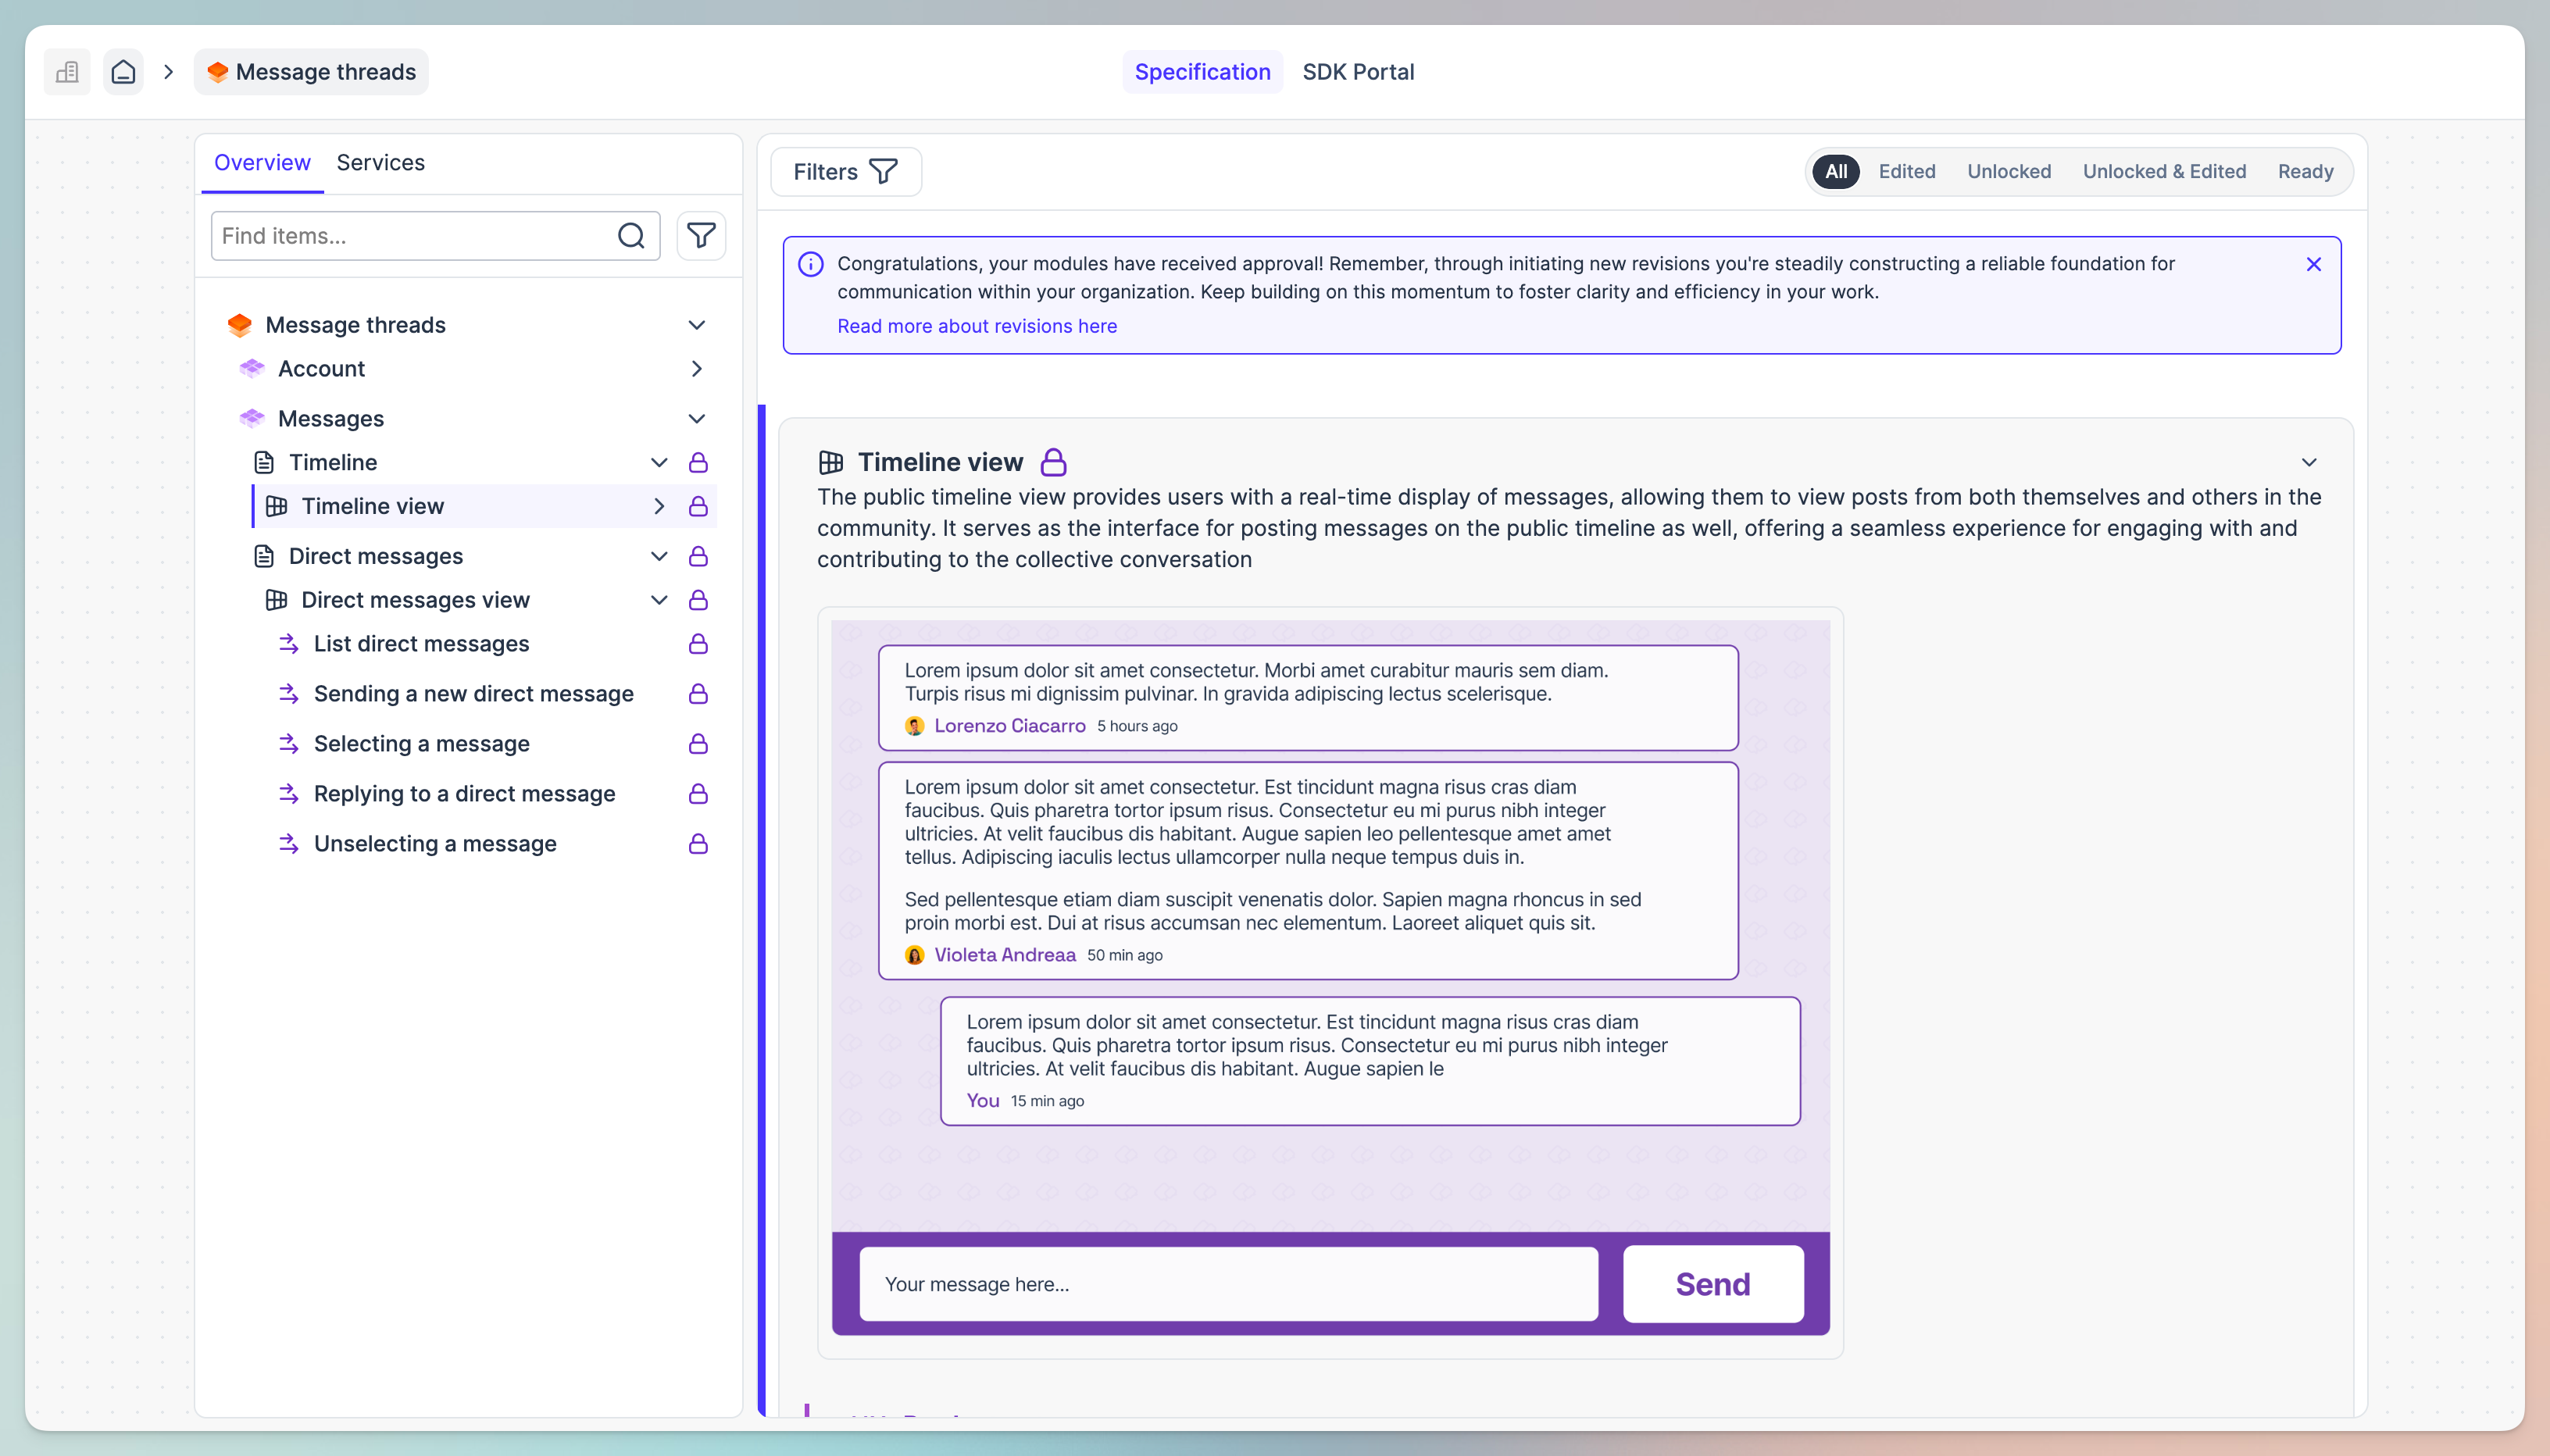 Message threads
Specification
SDK Portal
Overview
Services
Find items...
Message threads
Account
Messages
Timeline
Timeline view
Direct messages
Direct messages view
List direct messages
Sending a new direct message
Selecting a message
Replying to a direct message
Unselecting a message
Filters
All
Edited
Unlocked
Unlocked & Edited
Ready
Congratulations, your modules have received approval! Remember, through initiating new revisions you're steadily constructing a reliable foundation for
communication within your organization. Keep building on this momentum to foster clarity and efficiency in your work.
Read more about revisions here
Timeline view
The public timeline view provides users with a real-time display of messages, allowing them to view posts from both themselves and others in the
community. It serves as the interface for posting messages on the public timeline as well, offering a seamless experience for engaging with and
contributing to the collective conversation
Lorem ipsum dolor sit amet consectetur. Morbi amet curabitur mauris sem diam.
Turpis risus mi dignissim pulvinar. In gravida adipiscing lectus scelerisque.
Lorenzo Ciacarro 5 hours ago
Lorem ipsum dolor sit amet consectetur. Est tincidunt magna risus cras diam
faucibus. Quis pharetra tortor ipsum risus. Consectetur eu mi purus nibh integer
ultricies. At velit faucibus dis habitant. Augue sapien leo pellentesque amet amet
tellus. Adipiscing iaculis lectus ullamcorper nulla neque tempus duis in.
Sed pellentesque etiam diam suscipit venenatis dolor. Sapien magna rhoncus in sed
proin morbi est. Dui at risus accumsan nec elementum. Laoreet aliquet quis sit.
Violeta Andreaa 50 min ago
Lorem ipsum dolor sit amet consectetur. Est tincidunt magna risus cras diam
faucibus. Quis pharetra tortor ipsum risus. Consectetur eu mi purus nibh integer
ultricies. At velit faucibus dis habitant. Augue sapien le
You 15 min ago
Your message here...
Send